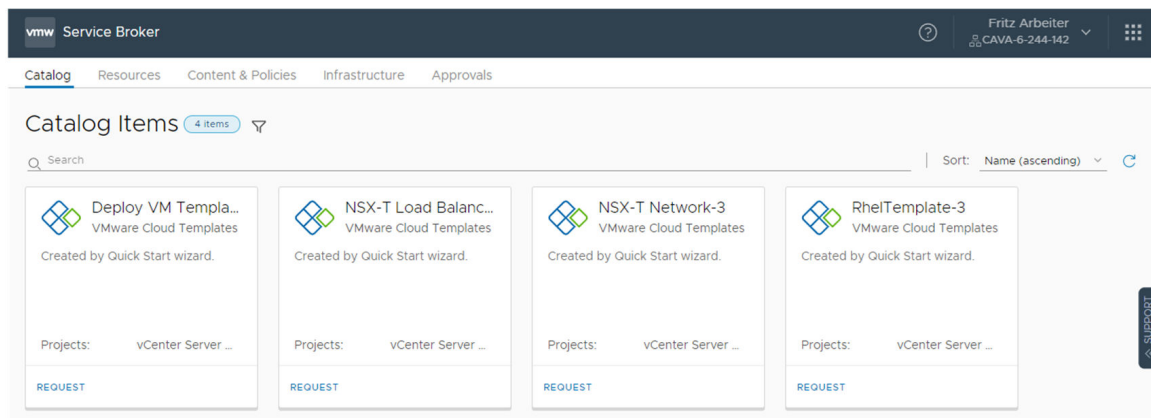 vmw Service Broker
Fritz Arbeiter
CAVA-6-244-142
Catalog Resources Content & Policies Infrastructure Approvals
Catalog Items 4 items
Search
Sort: Name (ascending)
Deploy VM Templa...
VMware Cloud Templates
Created by Quick Start wizard.
Projects: vCenter Server ...
REQUEST
NSX-T Load Balanc...
VMware Cloud Templates
Created by Quick Start wizard.
Projects: vCenter Server ...
REQUEST
NSX-T Network-3
VMware Cloud Templates
Created by Quick Start wizard.
Projects: vCenter Server ...
REQUEST
RhelTemplate-3
VMware Cloud Templates
Created by Quick Start wizard.
Projects: vCenter Server ...
REQUEST
SUPPORT